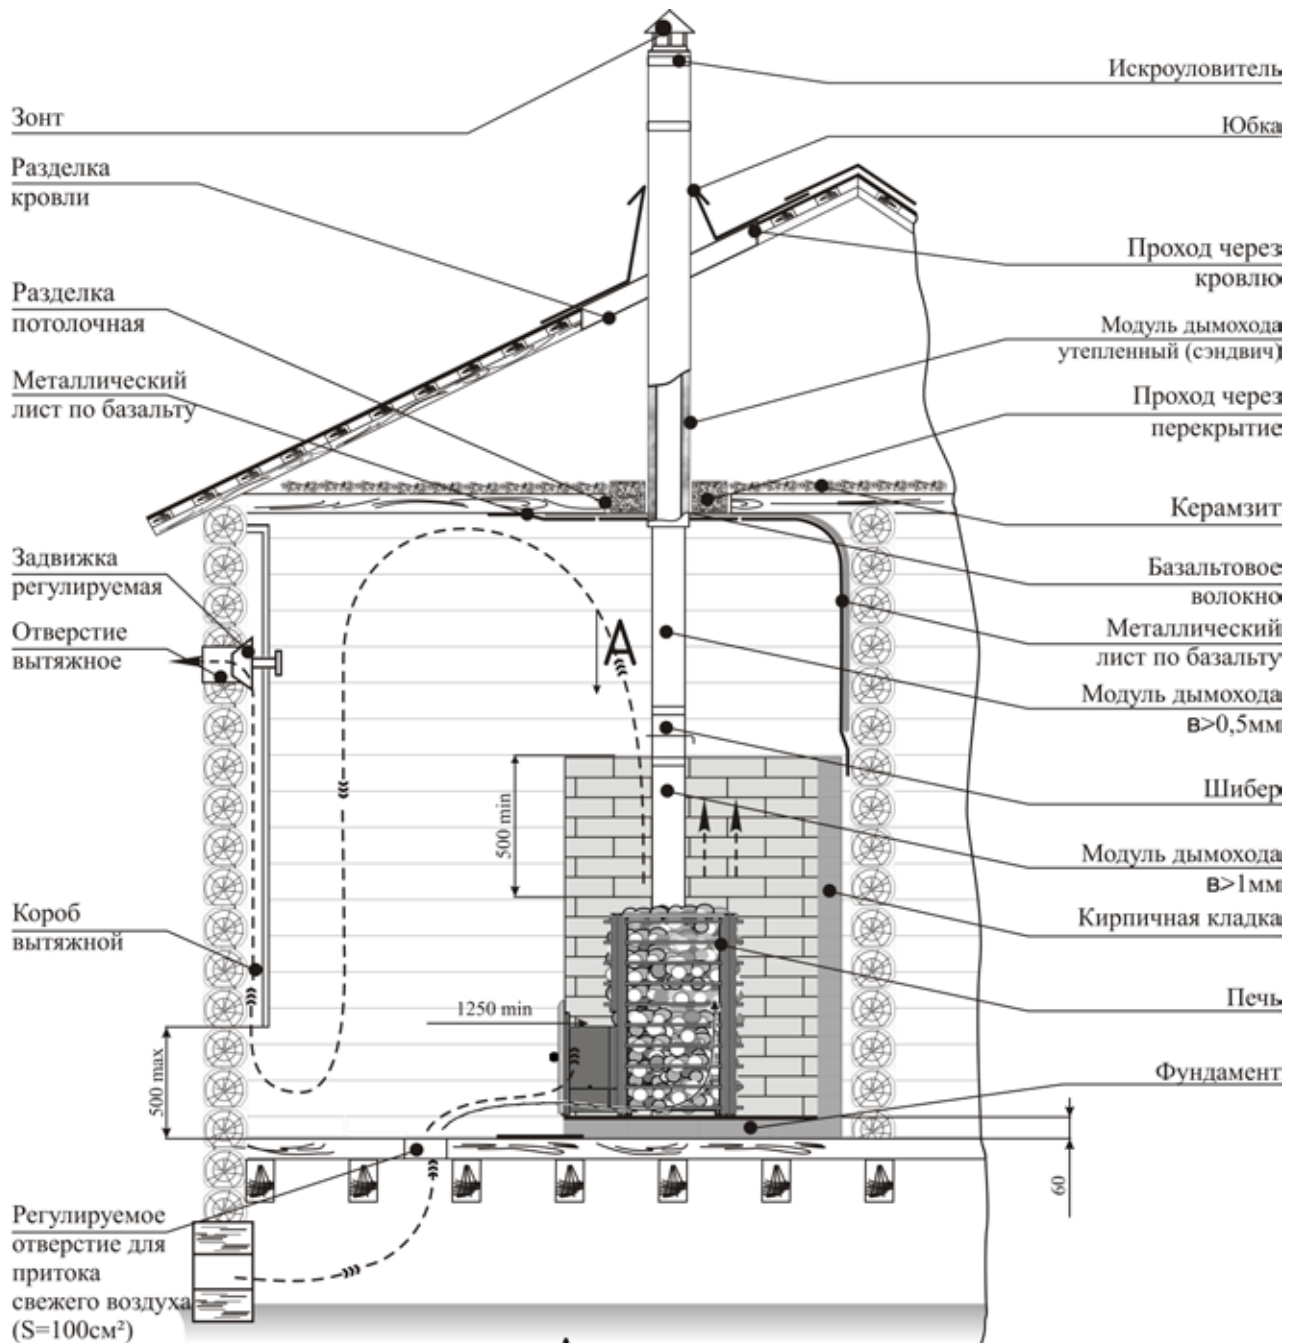 Зонт
Разделка
кровли
Разделка
потолочная
Металлический
лист по базальту
Задвижка
регулируемая
Отверстие
вытяжное
Короб
вытяжной
Регулируемое
отверстие для
притока
свежего воздуха
(S=100см²)
А
500 min
1250 min
500 max
60
Искроуловитель
Юбка
Проход через
кровлю
Модуль дымохода
утепленный (сэндвич)
Проход через
перекрытие
Керамзит
Базальтовое
волокно
Металлический
лист по базальту
Модуль дымохода
в>0,5мм
Шибер
Модуль дымохода
в>1мм
Кирпичная кладка
Печь
Фундамент